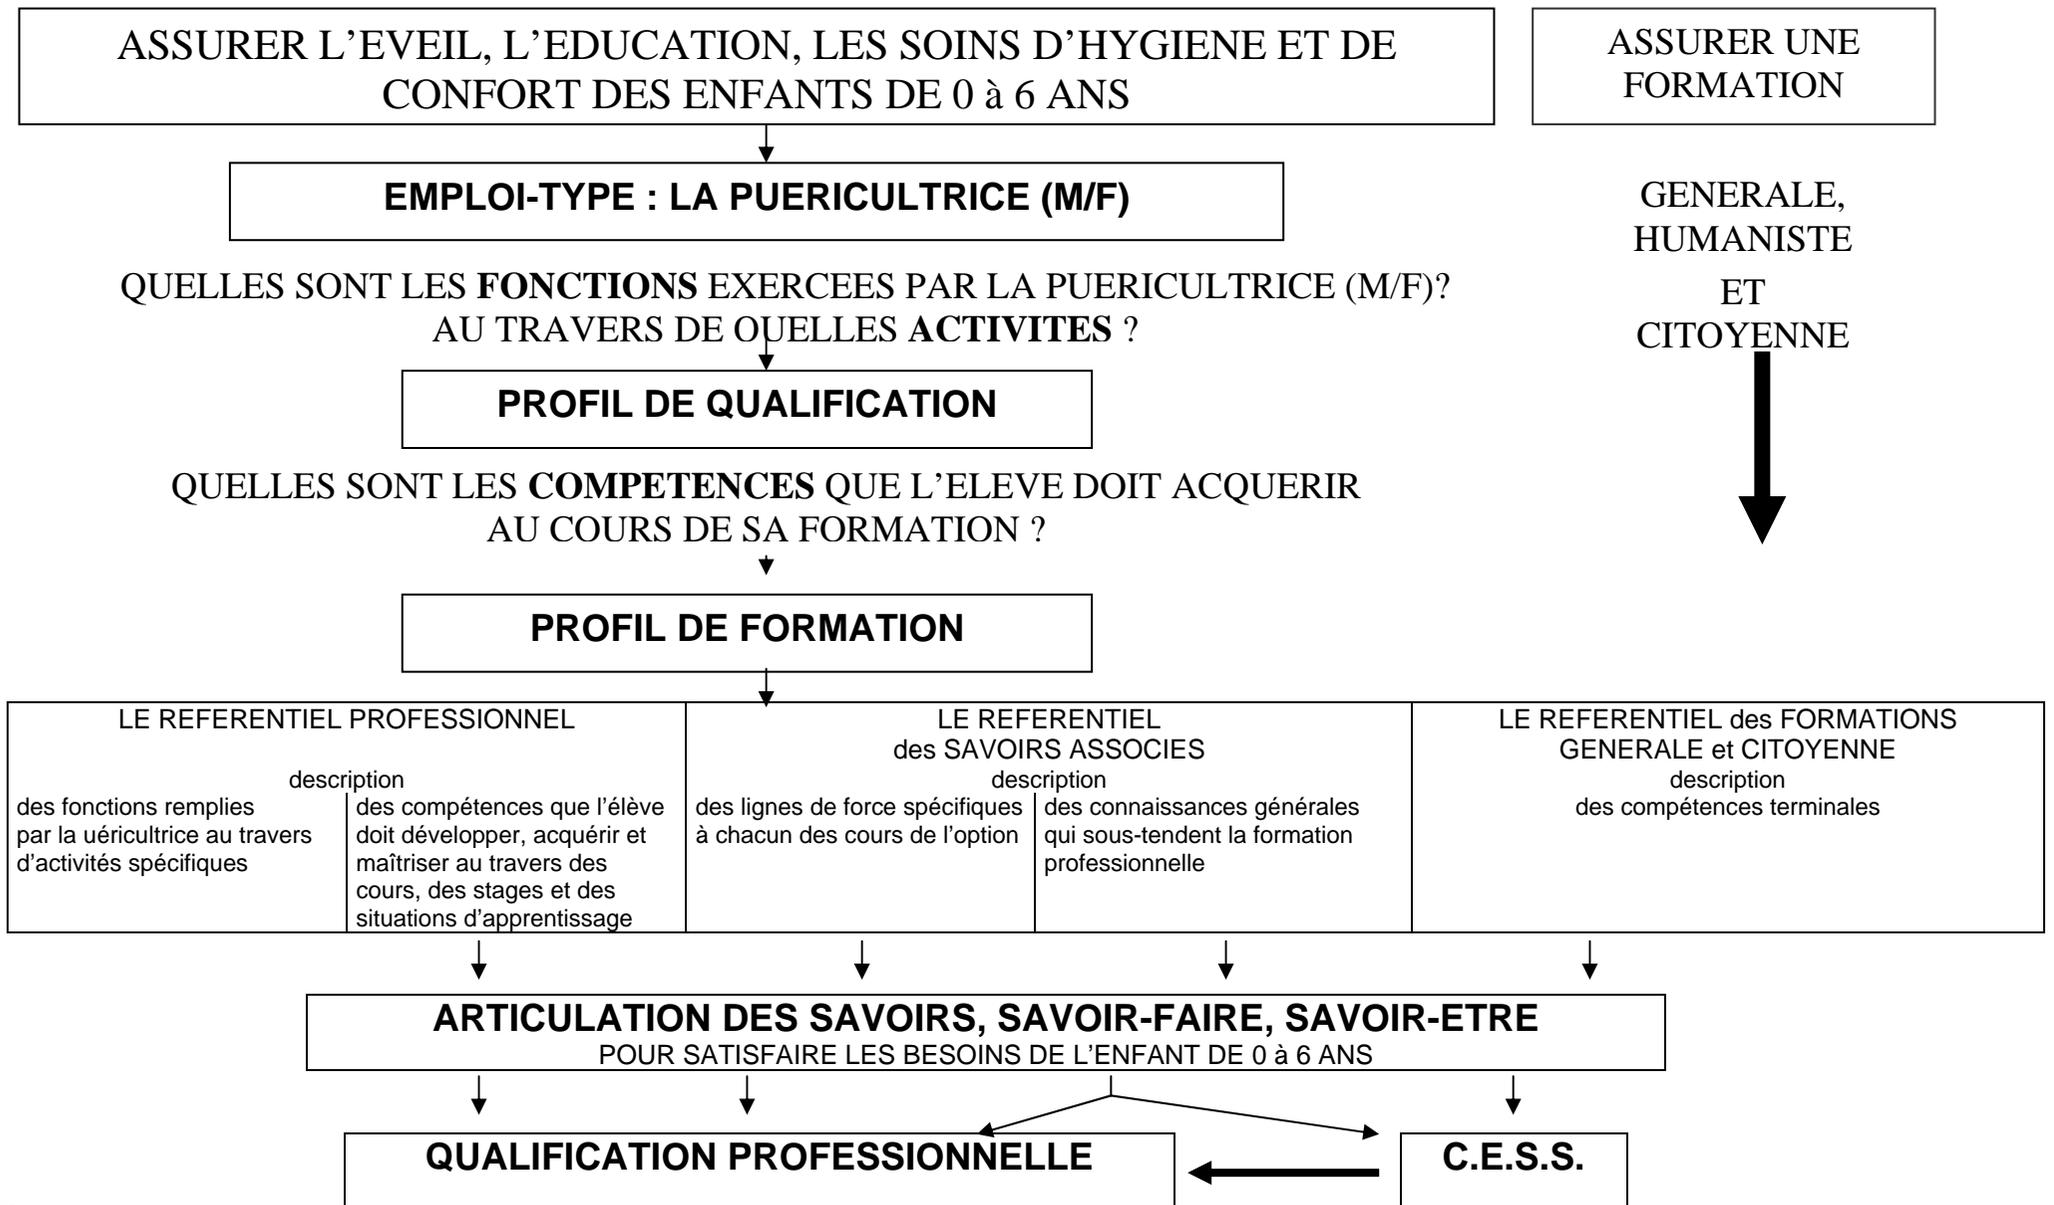 ASSURER L’EVEIL, L’EDUCATION, LES SOINS D’HYGIENE ET DE
CONFORT DES ENFANTS DE 0 à 6 ANS
ASSURER UNE
FORMATION
EMPLOI-TYPE : LA PUERICULTRICE (M/F)
GENERALE,
HUMANISTE
ET
CITOYENNE
QUELLES SONT LES FONCTIONS EXERCEES PAR LA PUERICULTRICE (M/F)?
AU TRAVERS DE QUELLES ACTIVITES ?
PROFIL DE QUALIFICATION
QUELLES SONT LES COMPETENCES QUE L’ELEVE DOIT ACQUERIR
AU COURS DE SA FORMATION ?
PROFIL DE FORMATION
LE REFERENTIEL PROFESSIONNEL
description
des fonctions remplies
par la uéricultrice au travers
d’activités spécifiques
des compétences que l’élève
doit développer, acquérir et
maîtriser au travers des
cours, des stages et des
situations d’apprentissage
LE REFERENTIEL
des SAVOIRS ASSOCIES
description
des lignes de force spécifiques
à chacun des cours de l’option
des connaissances générales
qui sous-tendent la formation
professionnelle
LE REFERENTIEL des FORMATIONS
GENERALE et CITOYENNE
description
des compétences terminales
ARTICULATION DES SAVOIRS, SAVOIR-FAIRE, SAVOIR-ETRE
POUR SATISFAIRE LES BESOINS DE L’ENFANT DE 0 à 6 ANS
QUALIFICATION PROFESSIONNELLE
C.E.S.S.